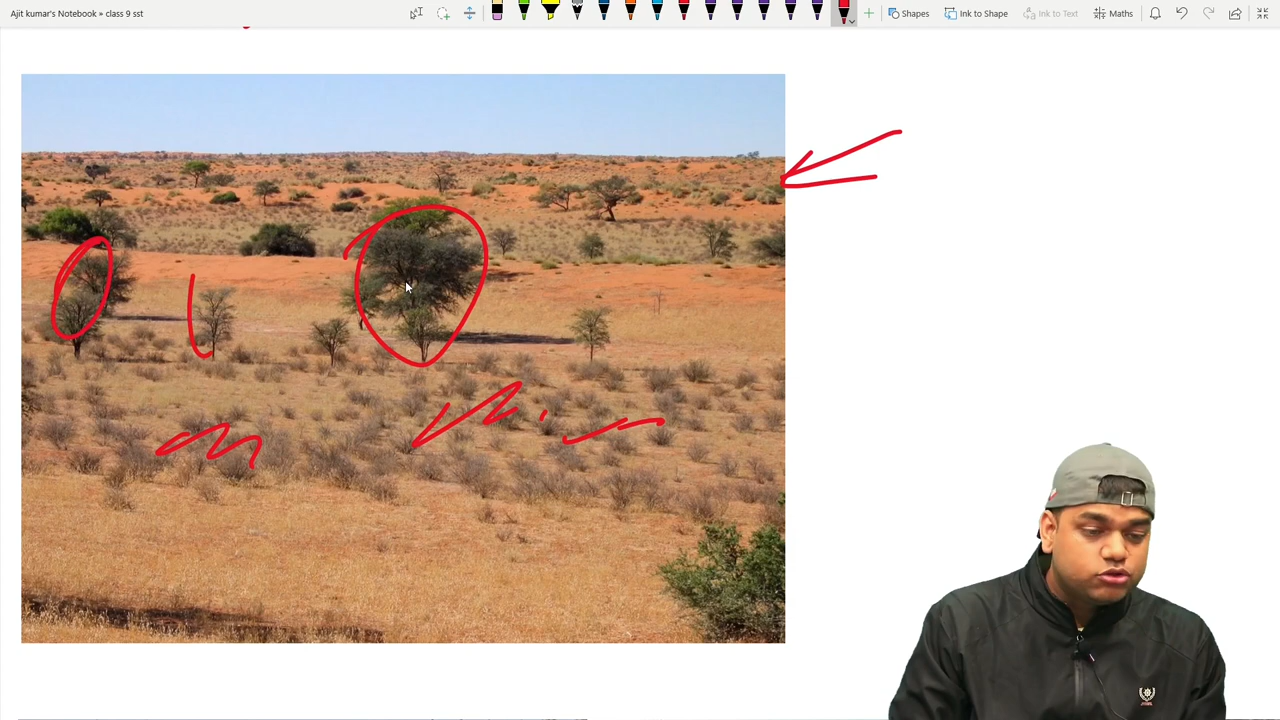 Ajit kumar's Notebook » class 9 sst
Shapes
Ink to Shape
Ink to Text
Maths